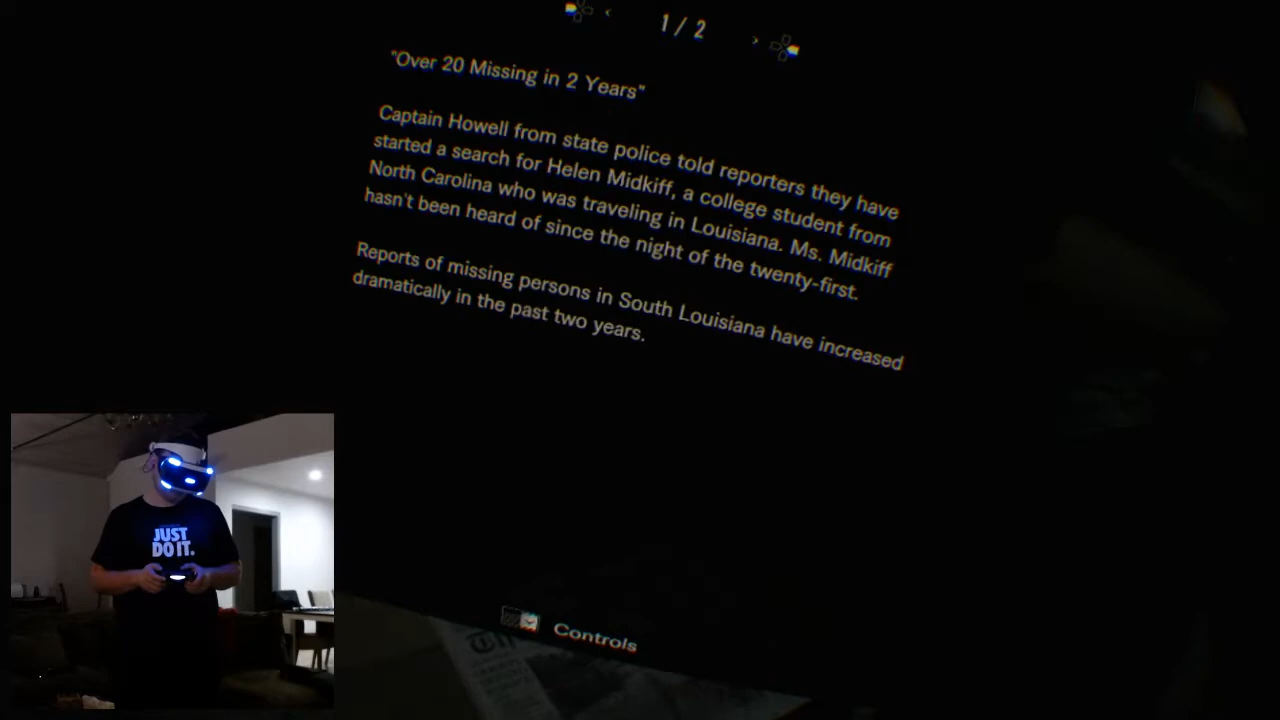 1 / 2
"Over 20 Missing in 2 Years"
Captain Howell from state police told reporters they have
started a search for Helen Midkiff, a college student from
North Carolina who was traveling in Louisiana. Ms. Midkiff
hasn't been heard of since the night of the twenty-first.
Reports of missing persons in South Louisiana have increased
dramatically in the past two years.
JUST
DO IT.
Controls